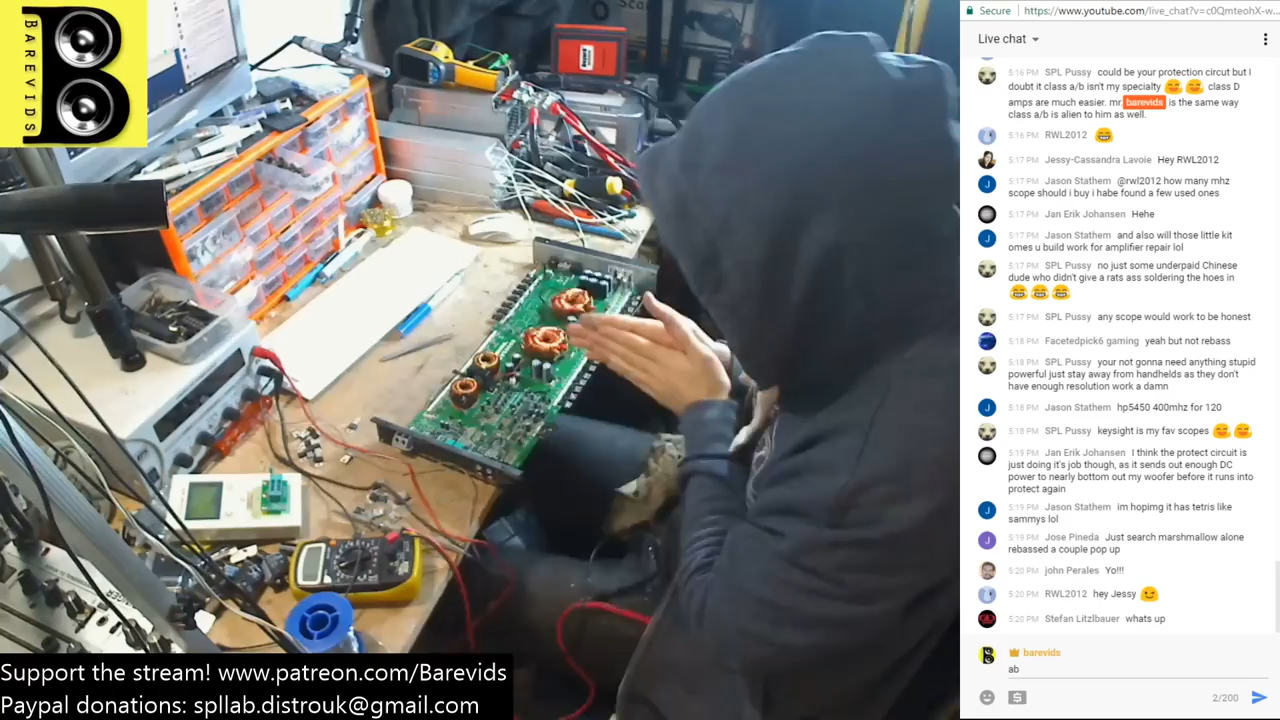 BAREVIDS
Support the stream! www.patreon.com/Barevids
Paypal donations: spllab.distrouk@gmail.com
Secure https://www.youtube.com/live_chat?v=c0QmteohX-w...
Live chat
5:16 PM SPL Pussy could be your protection circut but I
doubt it class a/b isn't my specialty class D
amps are much easier. mr. barevids is the same way
class a/b is alien to him as well.
5:16 PM RWL2012
5:17 PM Jessy-Cassandra Lavoie Hey RWL2012
5:17 PM Jason Stathem @rwl2012 how many mhz
scope should i buy i habe found a few used ones
5:17 PM Jan Erik Johansen Hehe
5:17 PM Jason Stathem and also will those little kit
omes u build work for amplifier repair lol
5:17 PM SPL Pussy no just some underpaid Chinese
dude who didn't give a rats ass soldering the hoes in
5:17 PM SPL Pussy any scope would work to be honest
5:18 PM Facetedpick6 gaming yeah but not rebass
5:18 PM SPL Pussy your not gonna need anything stupid
powerful just stay away from handhelds as they don't
have enough resolution work a damn
5:18 PM Jason Stathem hp5450 400mhz for 120
5:18 PM SPL Pussy keysight is my fav scopes
5:19 PM Jan Erik Johansen I think the protect circuit is
just doing it's job though, as it sends out enough DC
power to nearly bottom out my woofer before it runs into
protect again
5:19 PM Jason Stathem im hopimg it has tetris like
sammys lol
5:19 PM Jose Pineda Just search marshmallow alone
rebassed a couple pop up
5:20 PM john Perales Yo!!!
5:20 PM RWL2012 hey Jessy
5:20 PM Stefan Litzlbauer whats up
barevids
ab
2/200